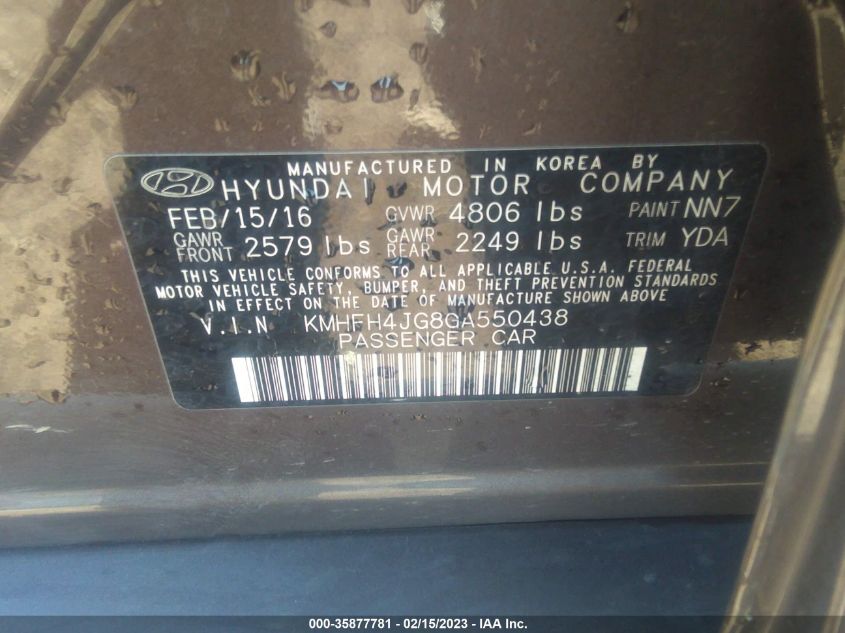 MANUFACTURED IN KOREA BY
HYUNDAI MOTOR COMPANY
FEB/15/16 GVWR 4806 lbs PAINT NN7
GAWR FRONT 2579 lbs GAWR REAR 2249 lbs TRIM YDA
THIS VEHICLE CONFORMS TO ALL APPLICABLE U.S.A. FEDERAL
MOTOR VEHICLE SAFETY, BUMPER, AND THEFT PREVENTION STANDARDS
IN EFFECT ON THE DATE OF MANUFACTURE SHOWN ABOVE
V.I.N KMHFH4JG8GA550438
PASSENGER CAR
000-35877781 - 02/15/2023 - IAA Inc.